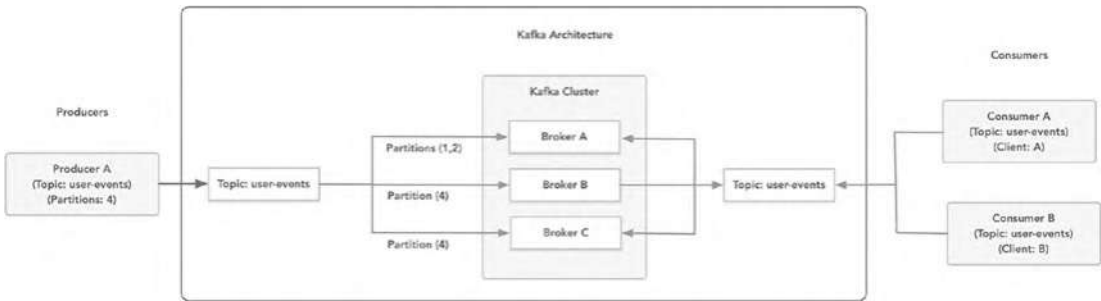 Kafka Architecture
Consumers
Kafka Cluster
Producers
Broker A
Consumer A
(Topic: user-events)
(Client: A)
Partitions (1,2)
Producer A
(Topic: user-events)
(Partitions: 4)
Topic: user-events
Broker B
Topic: user-events
Partition (4)
Broker C
Partition (4)
Consumer B
(Topic: user-events)
(Client: B)